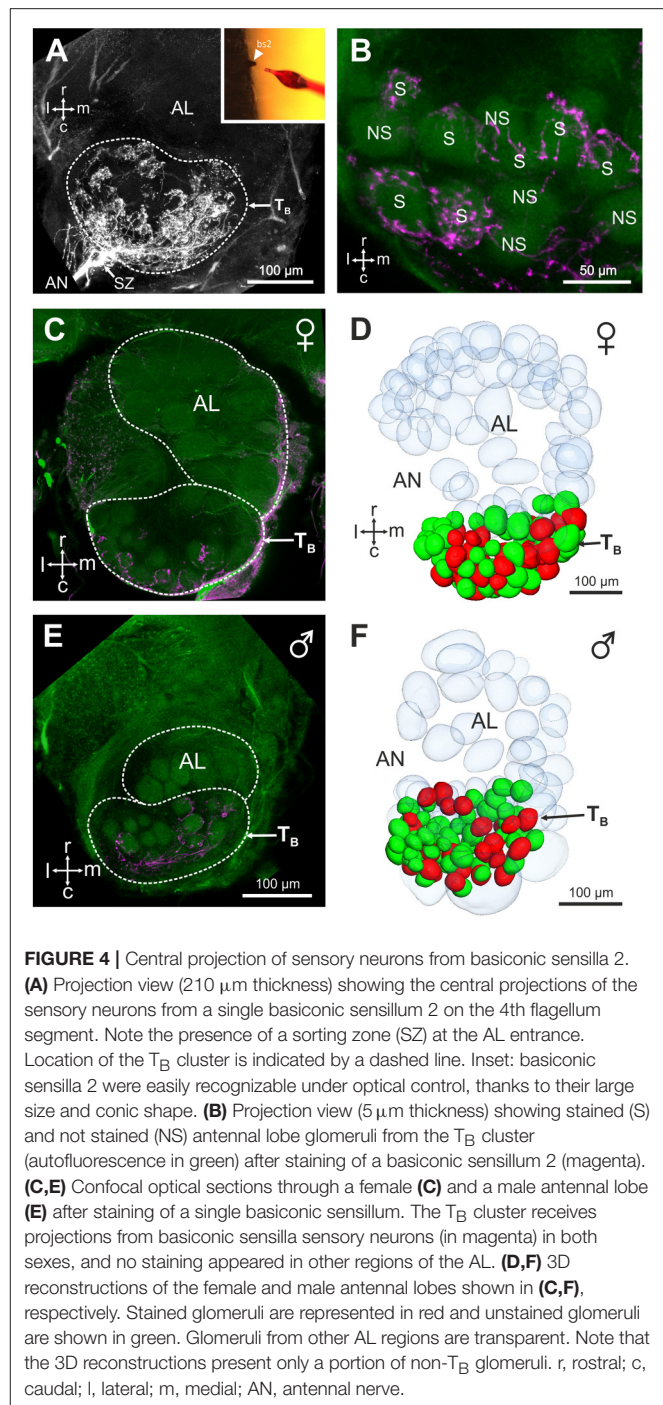 A
bs2
r
l m
c
AL
T_B
AN
SZ
100 µm
B
S
S
NS
NS
S
S
S
NS
S
S
NS
NS
r
l m
c
50 µm
C
♀
AL
r
l m
c
T_B
D
♀
AL
AN
r
l m
c
T_B
100 µm
E
♂
AL
r
l m
c
T_B
100 µm
F
♂
AL
AN
T_B
100 µm
FIGURE 4 | Central projection of sensory neurons from basiconic sensilla 2.
(A) Projection view (210 µm thickness) showing the central projections of the
sensory neurons from a single basiconic sensillum 2 on the 4th flagellum
segment. Note the presence of a sorting zone (SZ) at the AL entrance.
Location of the T_B cluster is indicated by a dashed line. Inset: basiconic
sensilla 2 were easily recognizable under optical control, thanks to their large
size and conic shape. (B) Projection view (5 µm thickness) showing stained (S)
and not stained (NS) antennal lobe glomeruli from the T_B cluster
(autofluorescence in green) after staining of a basiconic sensillum 2 (magenta).
(C,E) Confocal optical sections through a female (C) and a male antennal lobe
(E) after staining of a single basiconic sensillum. The T_B cluster receives
projections from basiconic sensilla sensory neurons (in magenta) in both
sexes, and no staining appeared in other regions of the AL. (D,F) 3D
reconstructions of the female and male antennal lobes shown in (C,F),
respectively. Stained glomeruli are represented in red and unstained glomeruli
are shown in green. Glomeruli from other AL regions are transparent. Note that
the 3D reconstructions present only a portion of non-T_B glomeruli. r, rostral; c,
caudal; l, lateral; m, medial; AN, antennal nerve.